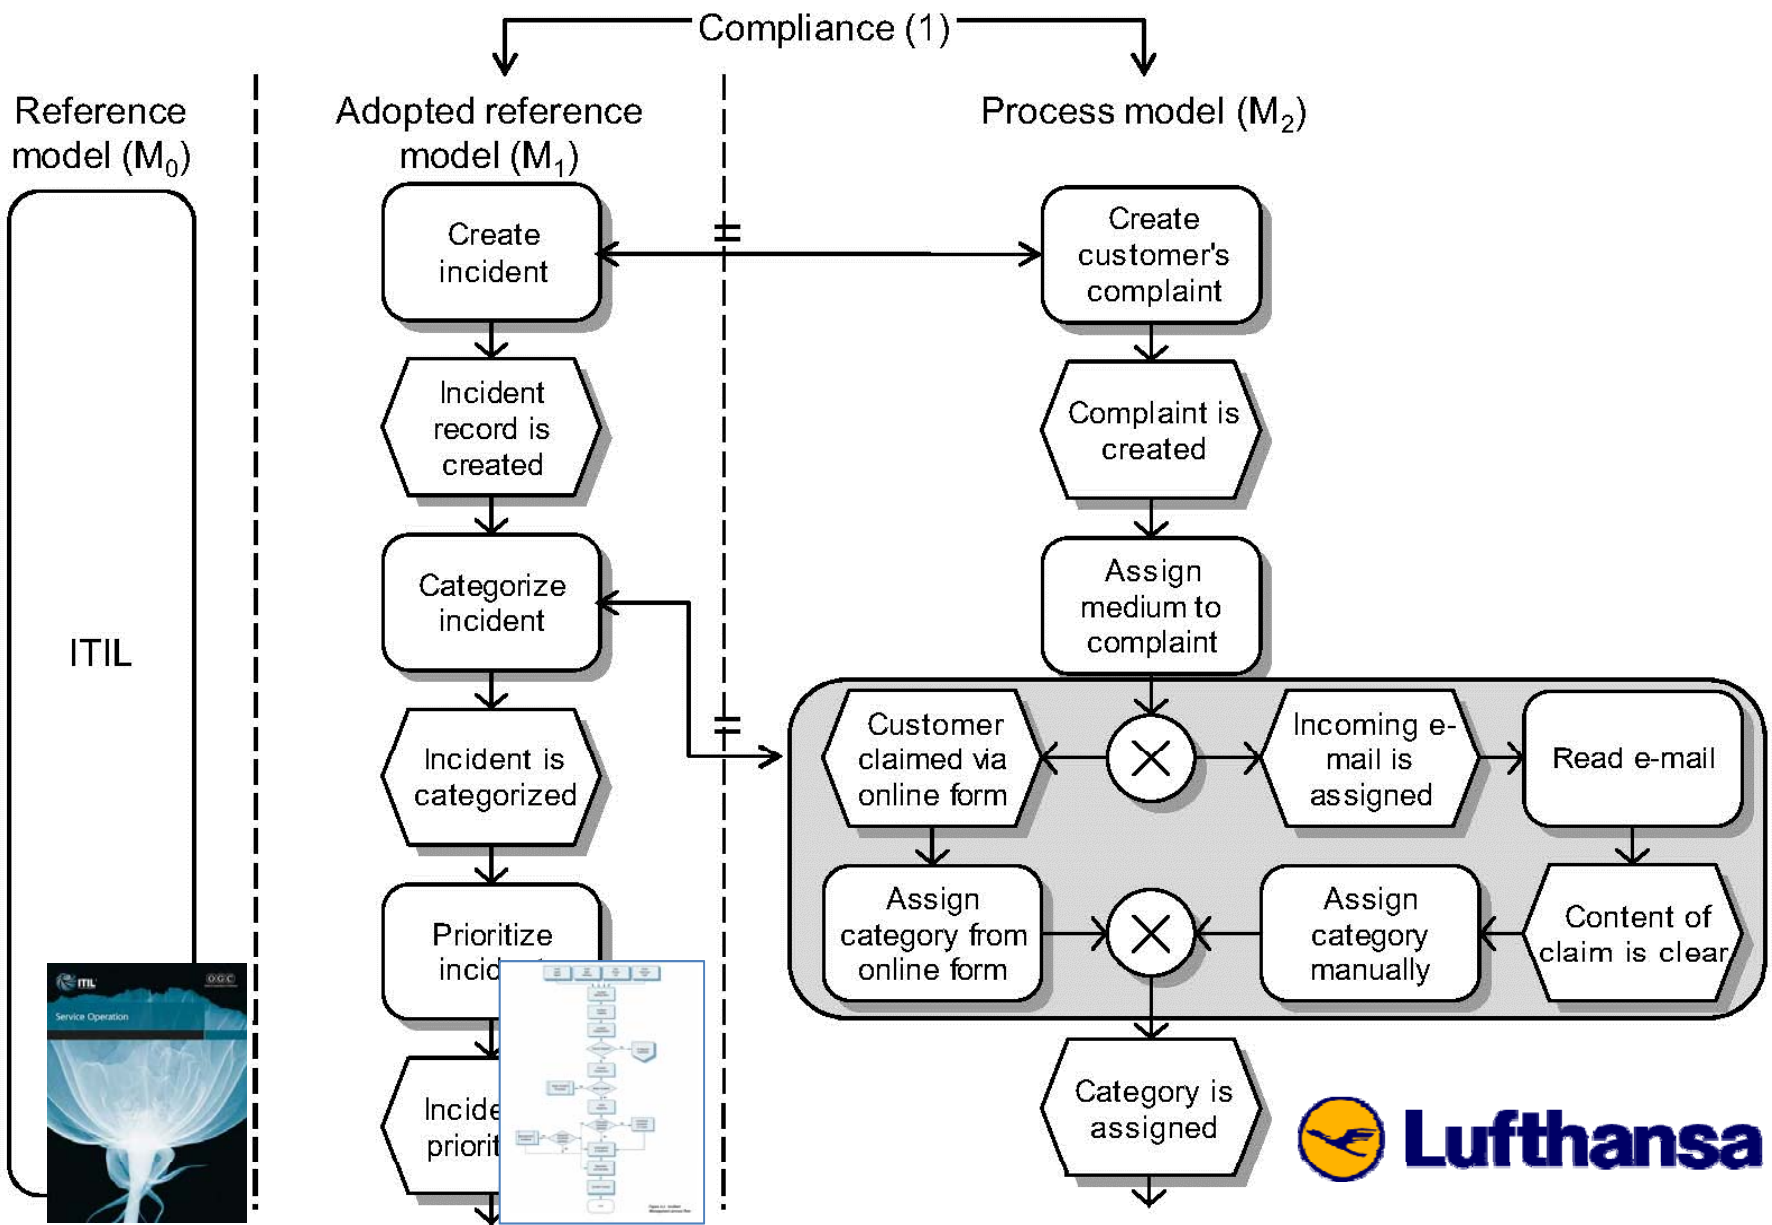 Compliance (1)
Reference
model (M0)
Adopted reference
model (M1)
Process model (M2)
ITIL
Create
incident
Incident
record is
created
Categorize
incident
Incident is
categorized
Prioritize
Create
customer's
complaint
Complaint is
created
Assign
medium to
complaint
Customer
claimed via
online form
Incoming e-
mail is
assigned
Read e-mail
Assign
category from
online form
Assign
category
manually
Content of
claim is clear
Category is
assigned
ITIL
OGC
Service Operation
Lufthansa